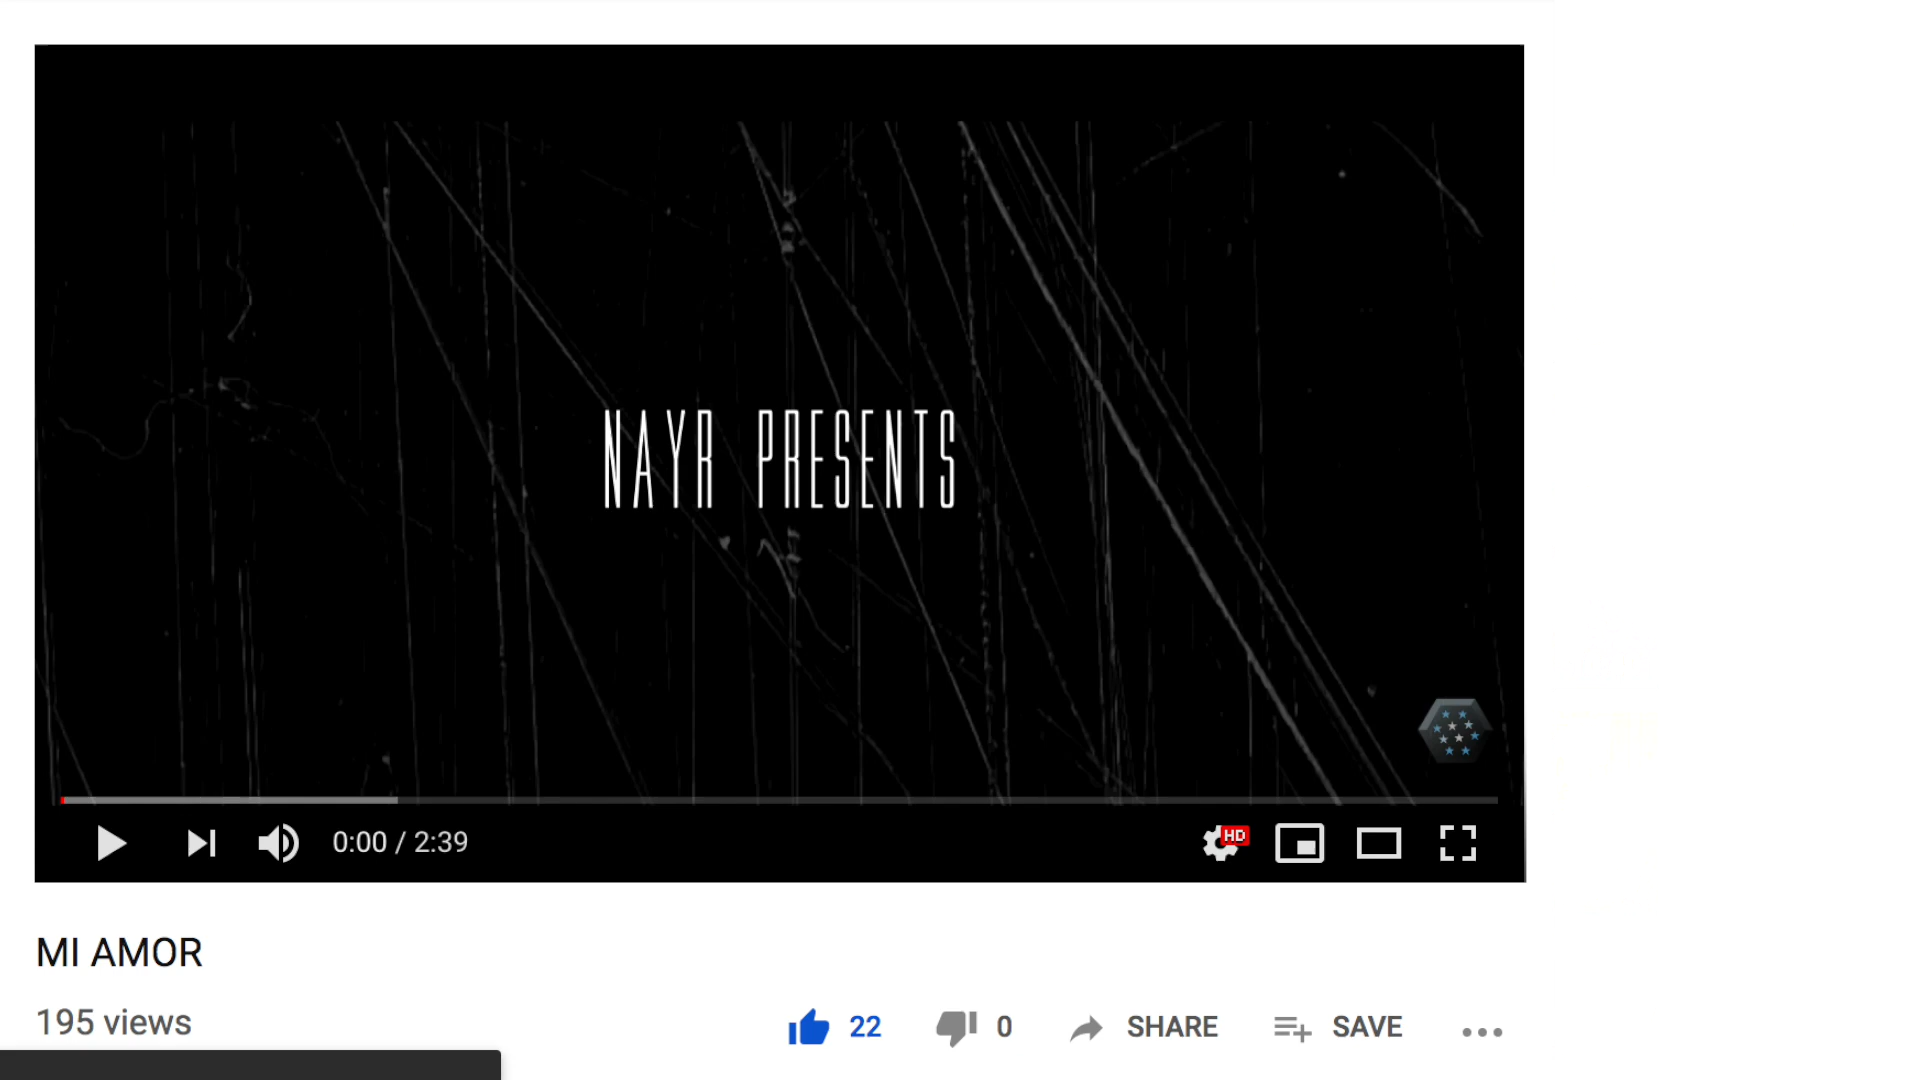 NAYR PRESENTS
0:00 / 2:39
HD
MI AMOR
195 views
22
0
SHARE
SAVE